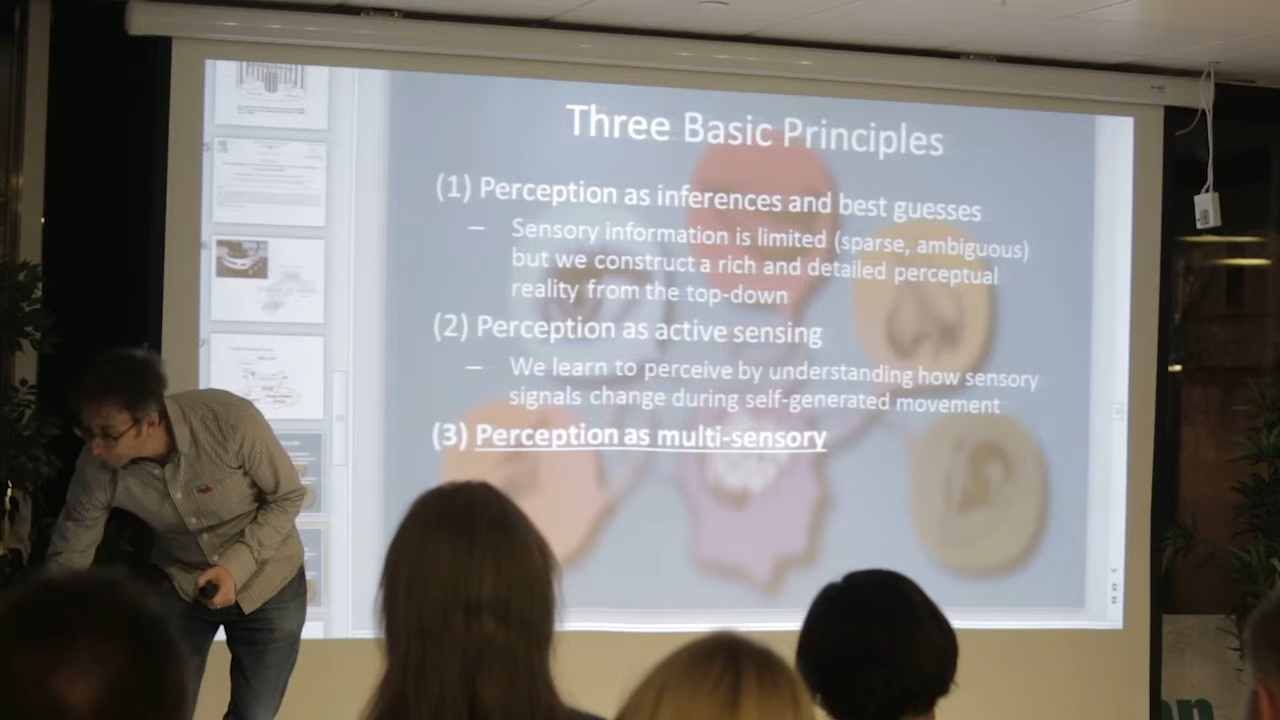 Three Basic Principles
(1) Perception as inferences and best guesses
– Sensory information is limited (sparse, ambiguous)
but we construct a rich and detailed perceptual
reality from the top-down
(2) Perception as active sensing
– We learn to perceive by understanding how sensory
signals change during self-generated movement
(3) Perception as multi-sensory